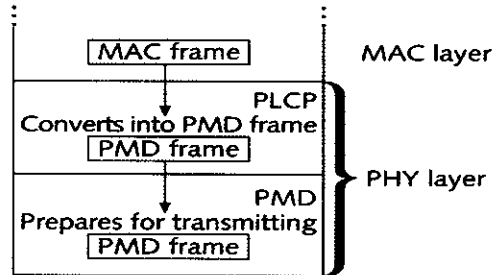 MAC frame
MAC layer
PLCP
Converts into PMD frame
PMD frame
PHY layer
PMD
Prepares for transmitting
PMD frame